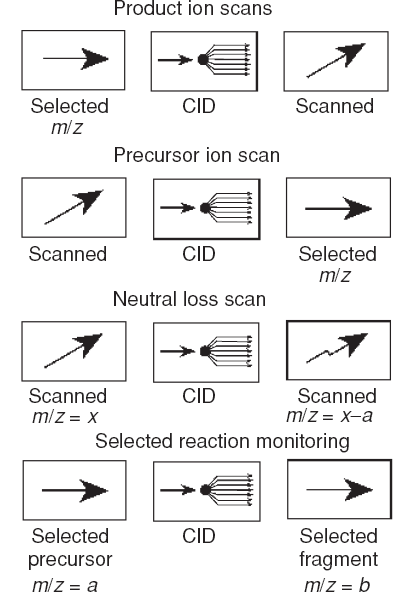 Product ion scans
Selected CID Scanned
m/z
Precursor ion scan
Scanned CID Selected
m/z
Neutral loss scan
Scanned CID Scanned
m/z = x m/z = x–a
Selected reaction monitoring
Selected CID Selected
precursor fragment
m/z = a m/z = b